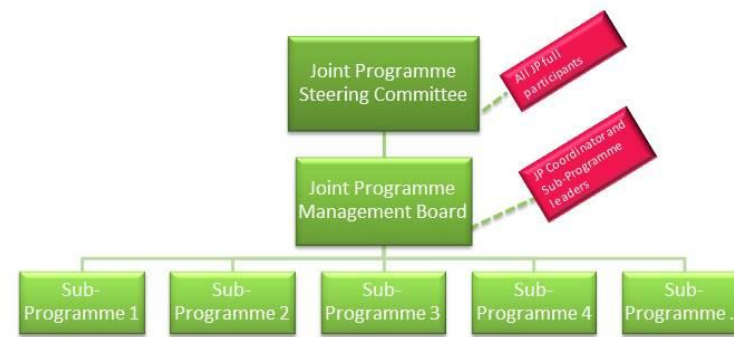 Joint Programme
Steering Committee
All JP full
participants
Joint Programme
Management Board
JP Coordinator and
Sub-Programme
leaders
Sub-
Programme 1
Sub-
Programme 2
Sub-
Programme 3
Sub-
Programme 4
Sub-
Programme .